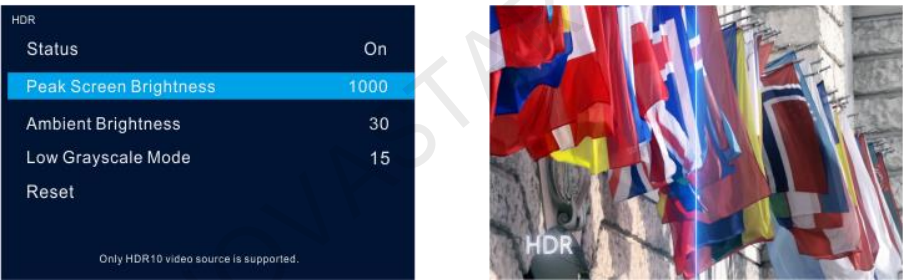 HDR
Status On
Peak Screen Brightness 1000
Ambient Brightness 30
Low Grayscale Mode 15
Reset
Only HDR10 video source is supported.
HDR